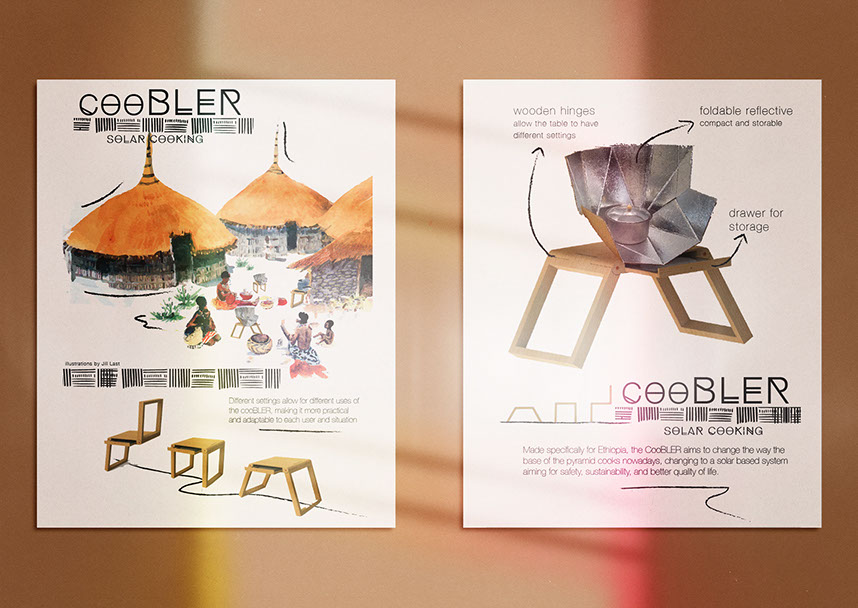 cooBLER
SOLAR COOKING
illustrations by Jill Last
Different settings allow for different uses of
the cooBLER, making it more practical
and adaptable to each user and situation
wooden hinges
allow the table to have
different settings
foldable reflective
compact and storable
drawer for
storage
cooBLER
SOLAR COOKING
Made specifically for Ethiopia, the CooBLER aims to change the way the
base of the pyramid cooks nowadays, changing to a solar based system
aiming for safety, sustainability, and better quality of life.